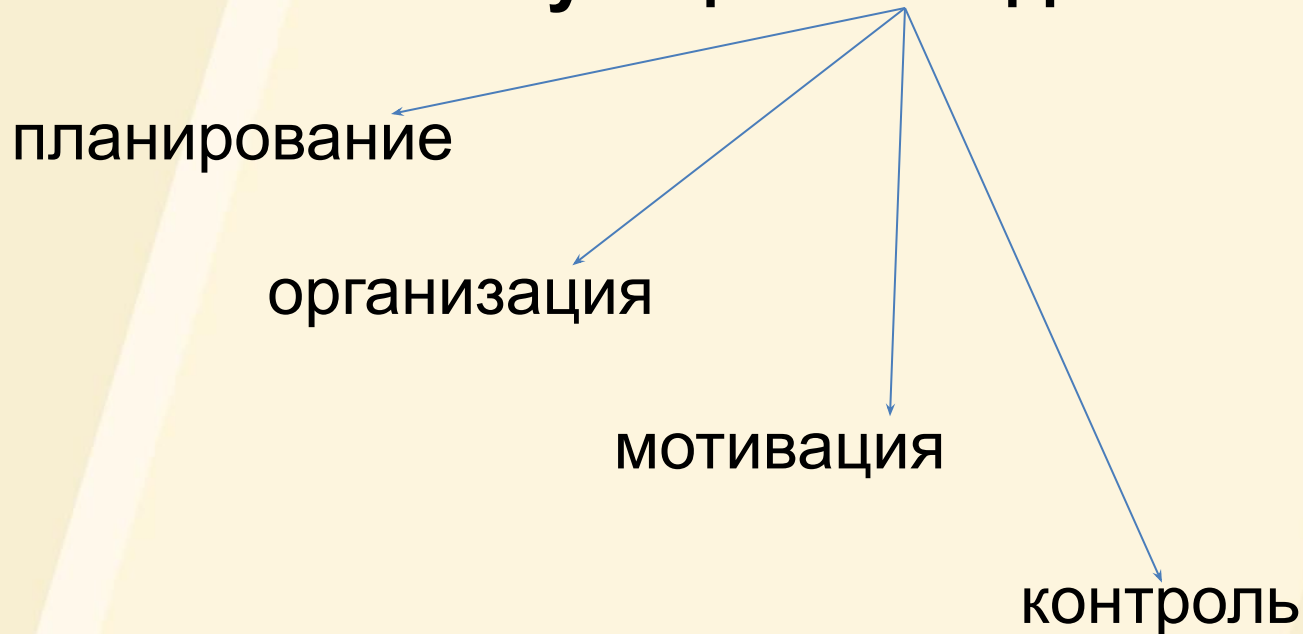 планирование
организация
мотивация
контроль